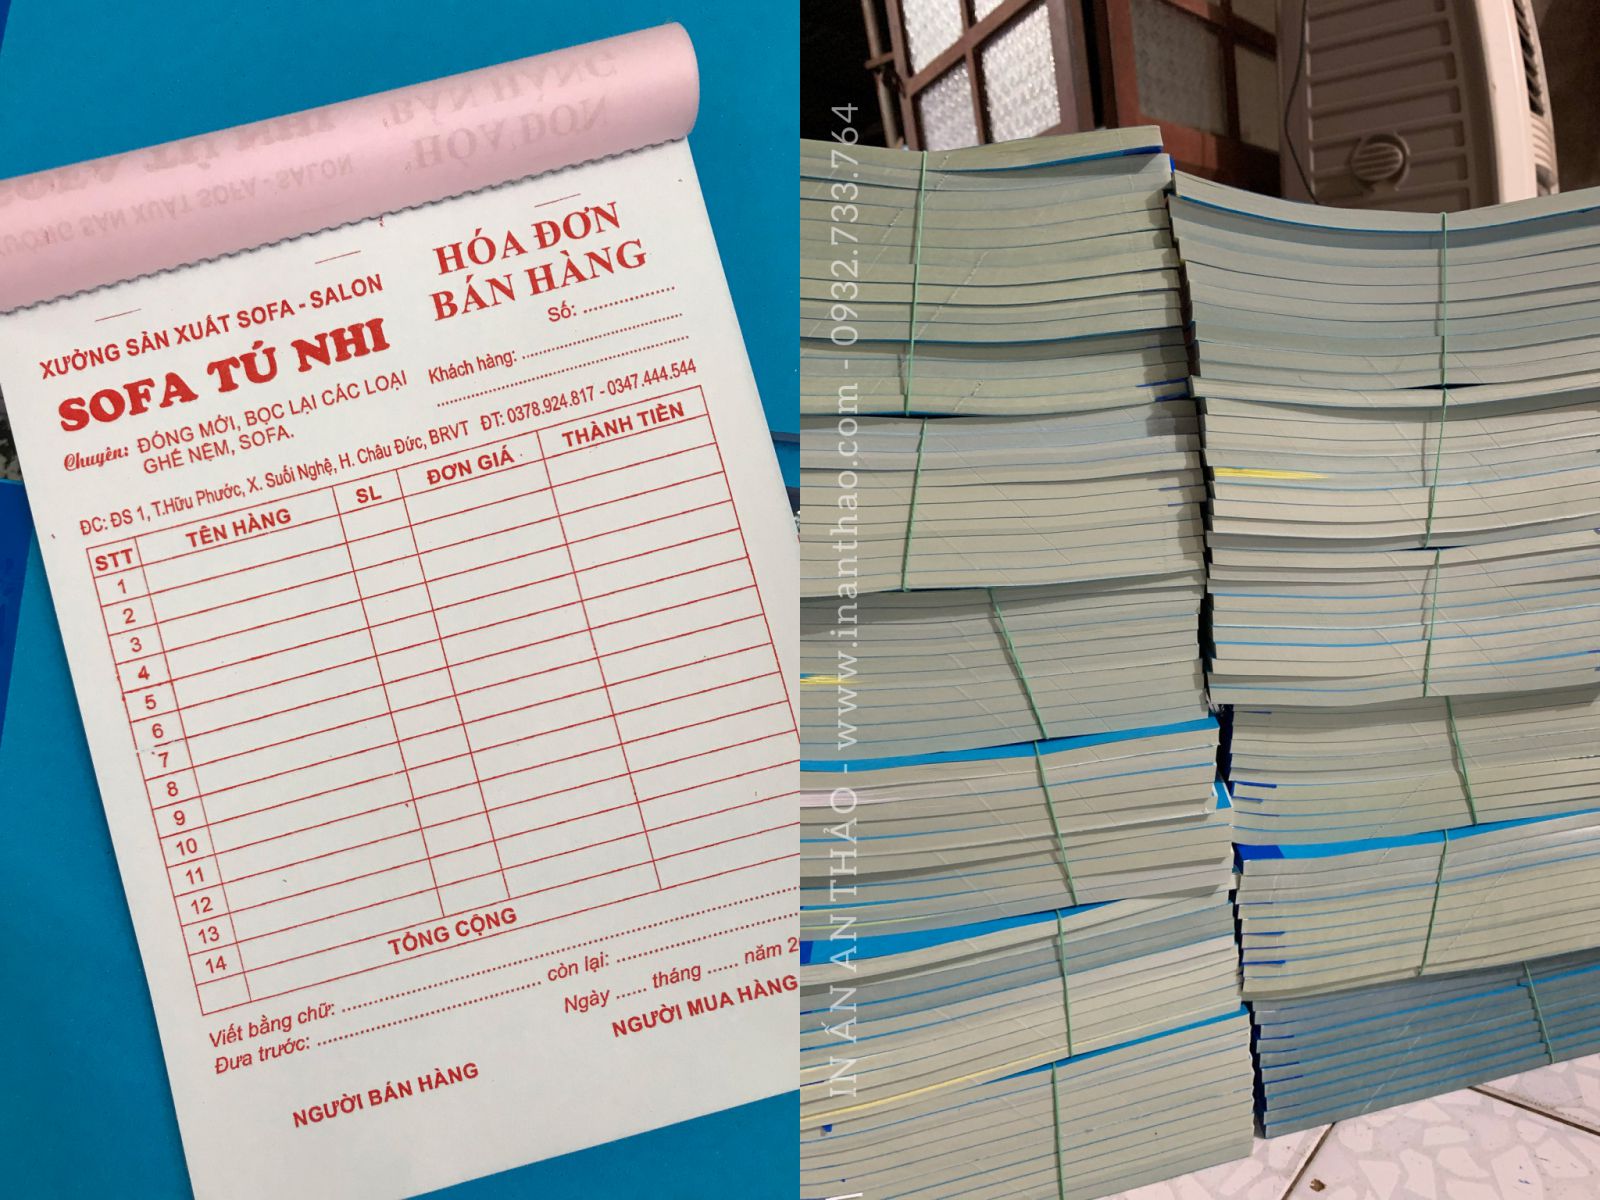 XƯỞNG SẢN XUẤT SOFA - SALON
SOFA TÚ NHI
Chuyên: ĐÓNG MỚI, BỌC LẠI CÁC LOẠI
GHẾ NỆM, SOFA.
HÓA ĐƠN
BÁN HÀNG
Số: ....................
Khách hàng: ..............................
..............................................
ĐC: ĐS 1, T.Hữu Phước, X. Suối Nghệ, H. Châu Đức, BRVT ĐT: 0378.924.817 - 0347.444.544
STT TÊN HÀNG SL ĐƠN GIÁ THÀNH TIỀN
1
2
3
4
5
6
7
8
9
10
11
12
13
14
TỔNG CỘNG
Viết bằng chữ: ..............................
Đưa trước: .............................. còn lại: ..............................
Ngày ...... tháng ...... năm 2
NGƯỜI BÁN HÀNG NGƯỜI MUA HÀNG
IN ẤN AN THẢO - www.inanthao.com - 0932.733.764